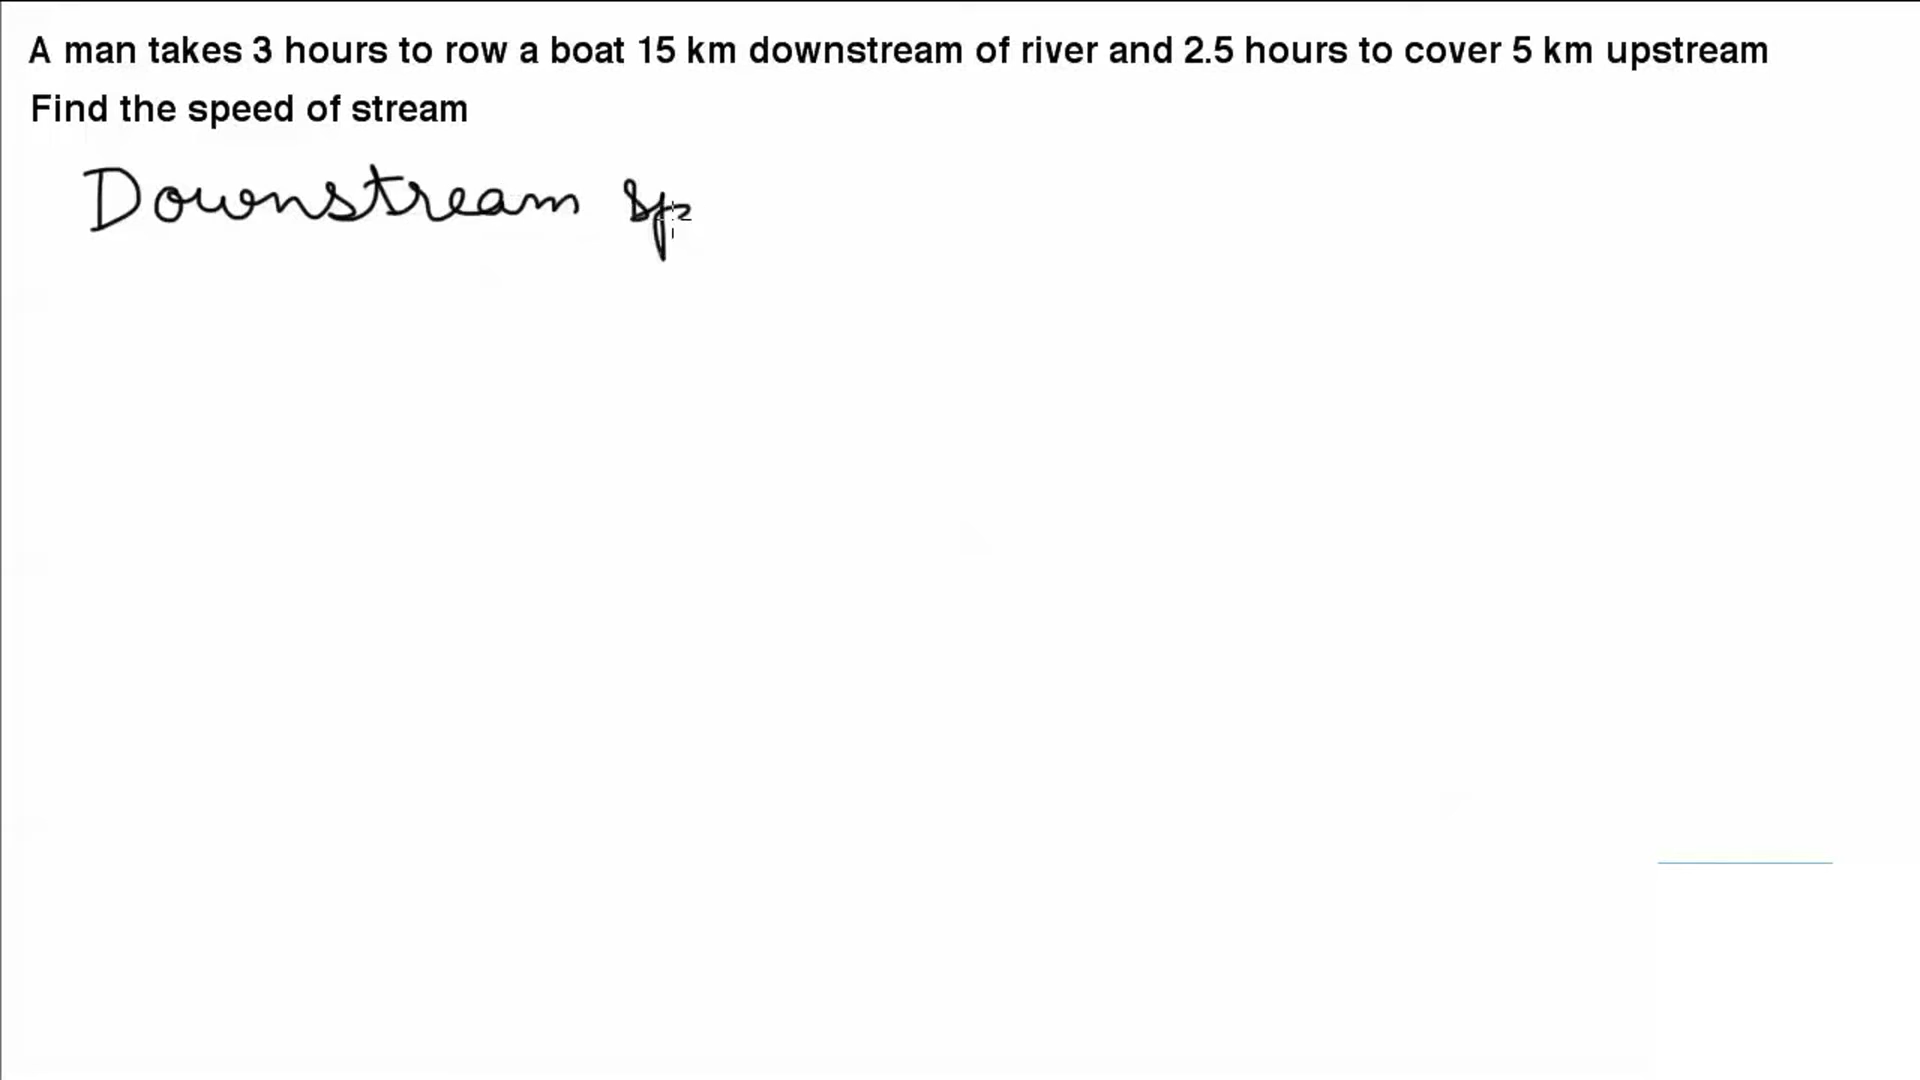 A man takes 3 hours to row a boat 15 km downstream of river and 2.5 hours to cover 5 km upstream
Find the speed of stream
Downstream sp